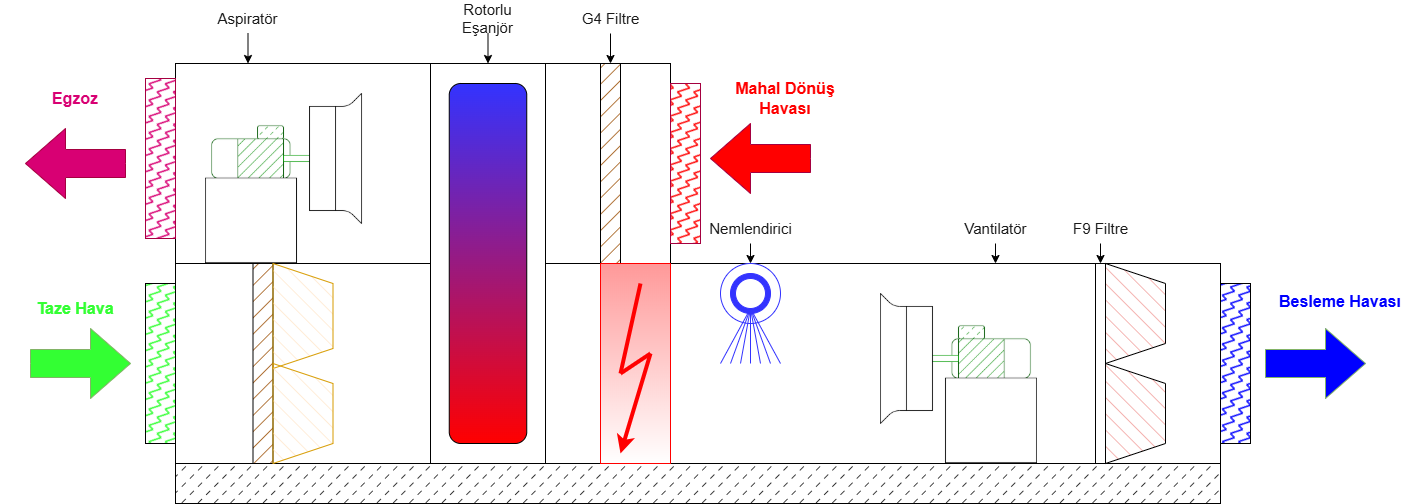 Aspiratör
Rotorlu
Eşanjör
G4 Filtre
Egzoz
Mahal Dönüş
Havası
Nemlendirici
Vantilatör
F9 Filtre
Taze Hava
Besleme Havası